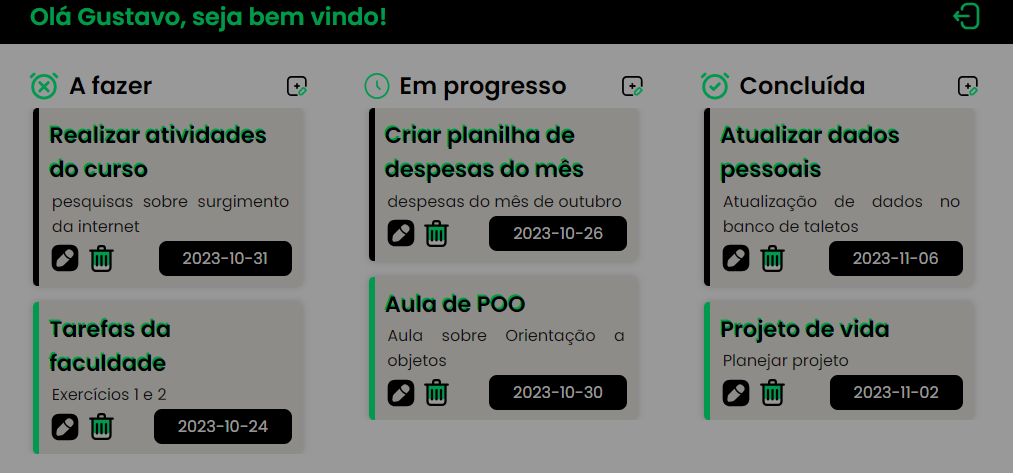 Olá Gustavo, seja bem vindo!
A fazer
Realizar atividades
do curso
pesquisas sobre surgimento
da internet
2023-10-31
Tarefas da
faculdade
Exercícios 1 e 2
2023-10-24
Em progresso
Criar planilha de
despesas do mês
despesas do mês de outubro
2023-10-26
Aula de POO
Aula sobre Orientação a
objetos
2023-10-30
Concluída
Atualizar dados
pessoais
Atualização de dados no
banco de taletos
2023-11-06
Projeto de vida
Planejar projeto
2023-11-02